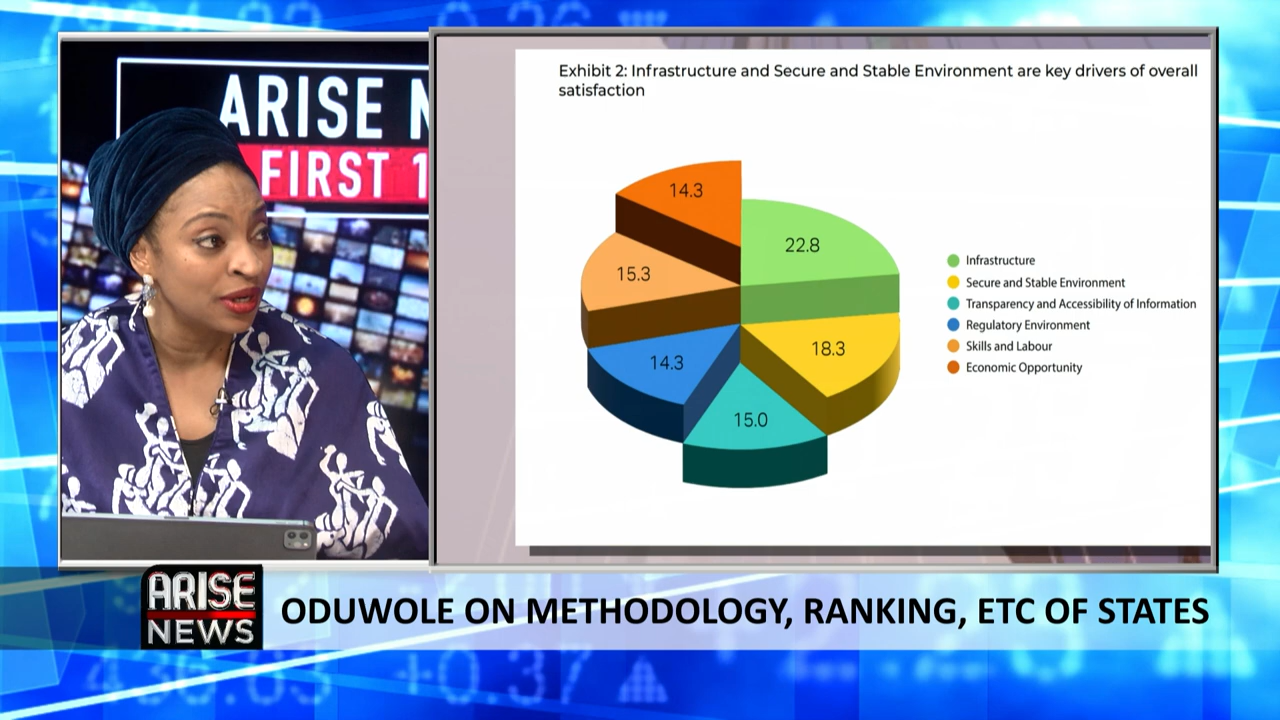 ARISE N
FIRST 1
Exhibit 2: Infrastructure and Secure and Stable Environment are key drivers of overall
satisfaction
14.3
22.8
15.3
18.3
14.3
15.0
Infrastructure
Secure and Stable Environment
Transparency and Accessibility of Information
Regulatory Environment
Skills and Labour
Economic Opportunity
ARISE
NEWS
ODUWOLE ON METHODOLOGY, RANKING, ETC OF STATES
+0.37